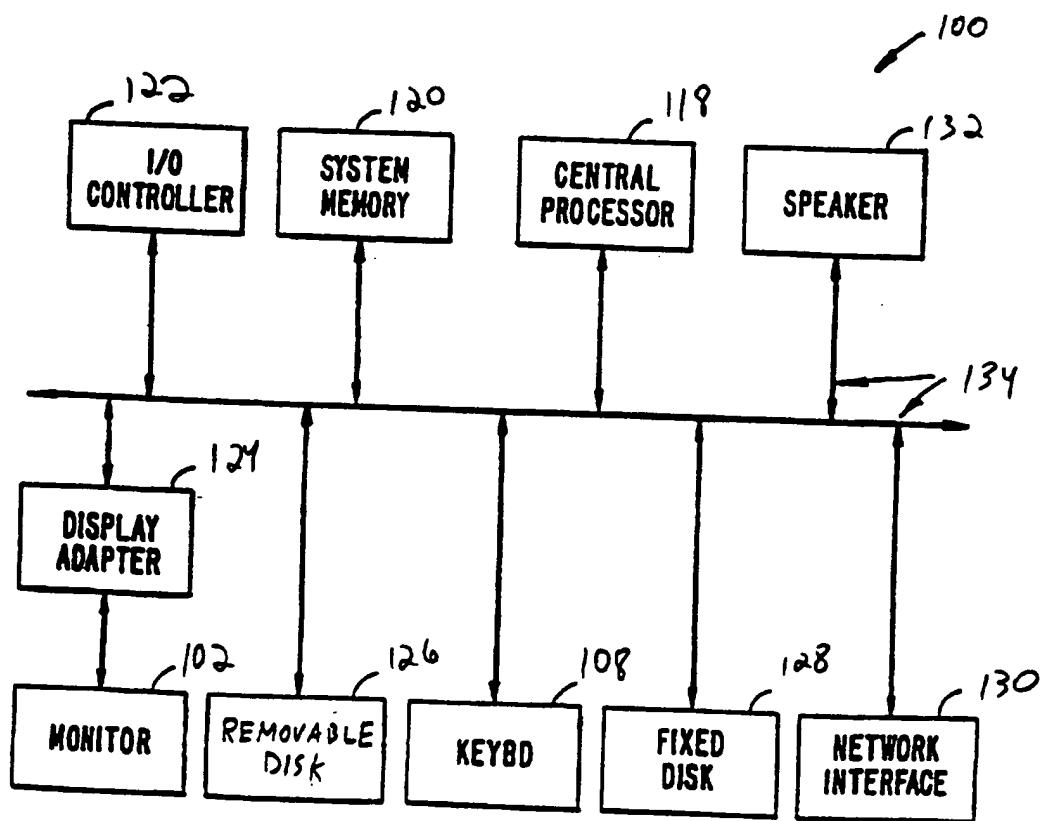 100
122
120
118
132
I/O
CONTROLLER
SYSTEM
MEMORY
CENTRAL
PROCESSOR
SPEAKER
134
124
DISPLAY
ADAPTER
102
126
108
128
130
MONITOR
REMOVABLE
DISK
KEYBD
FIXED
DISK
NETWORK
INTERFACE